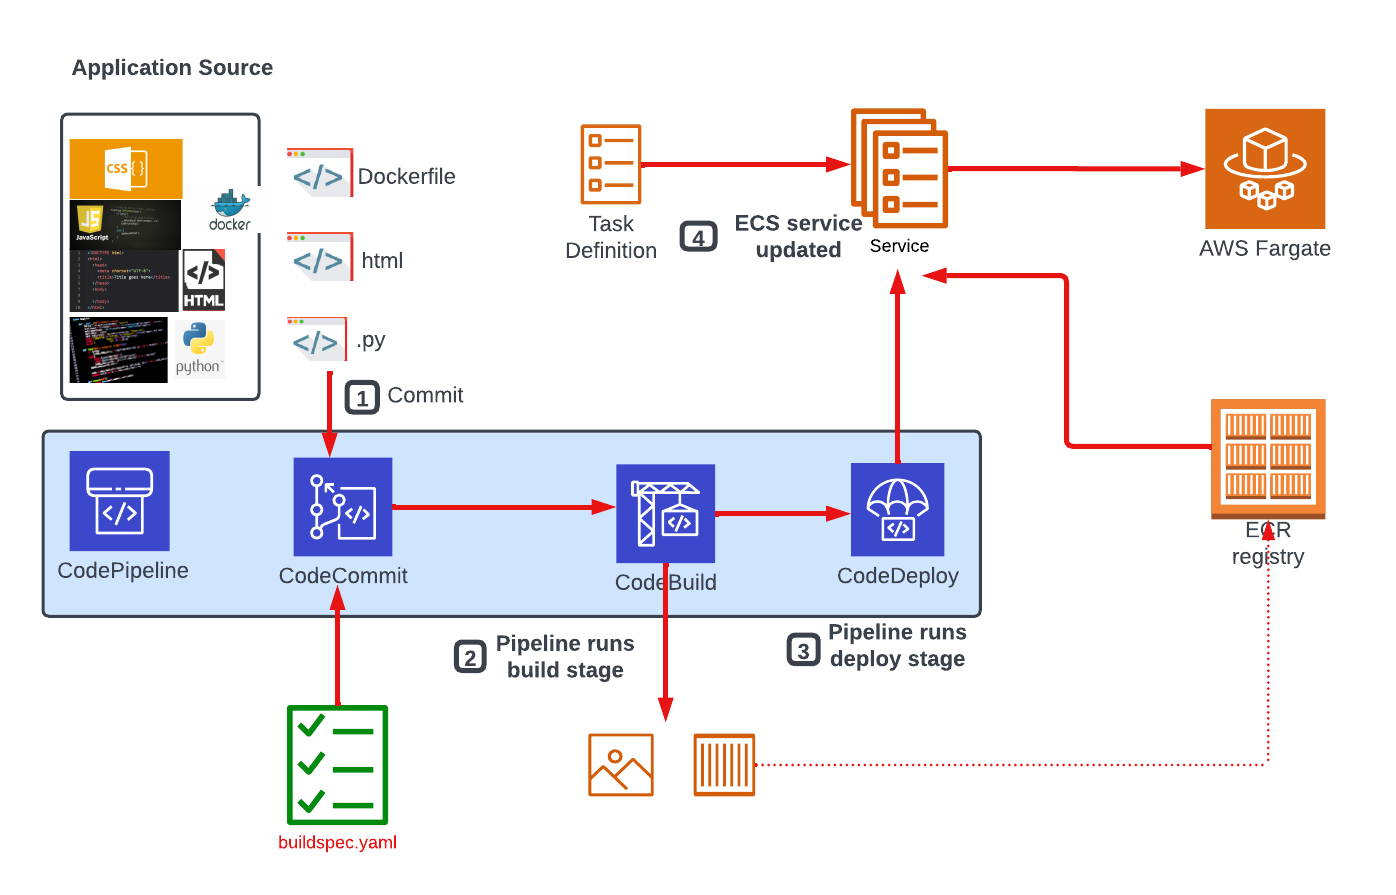 Application Source
CSS
JS
JavaScript
docker
HTML
python
Dockerfile
html
.py
1
Commit
Task
Definition
4
ECS service
updated
Service
AWS Fargate
CodePipeline
CodeCommit
CodeBuild
CodeDeploy
ECR
registry
2
Pipeline runs
build stage
3
Pipeline runs
deploy stage
buildspec.yaml